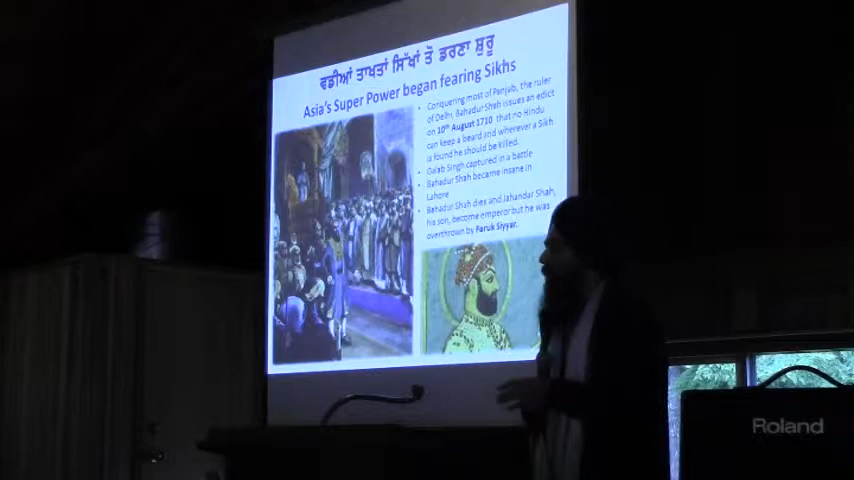 ਵਡੀਆਂ ਤਾਖਤਾਂ ਸਿੱਖਾਂ ਤੋਂ ਡਰਣਾ ਸ਼ੁਰੂ
Asia's Super Power began fearing Sikhs
• Conquering most of Panjab, the ruler
of Delhi, Bahadur Shah issues an edict
on 10th August 1710 that no Hindu
can keep a beard and wherever a Sikh
is found he should be killed.
• Galab Singh captured in a battle
• Bahadur Shah became insane in
Lahore
• Bahadur Shah dies and Jahandar Shah,
his son, become emperor but he was
overthrown by Faruk Siyyar.
Roland